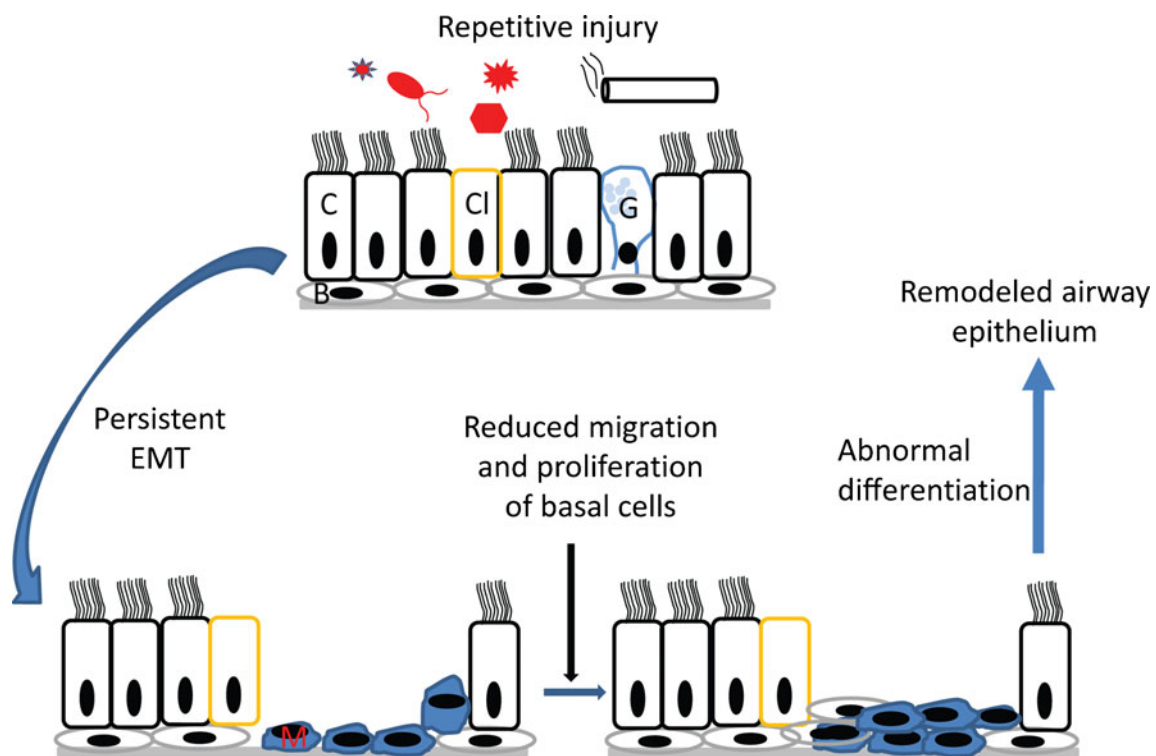 Repetitive injury
C
Cl
G
B
Remodeled airway
epithelium
Persistent
EMT
Reduced migration
and proliferation
of basal cells
Abnormal
differentiation
M